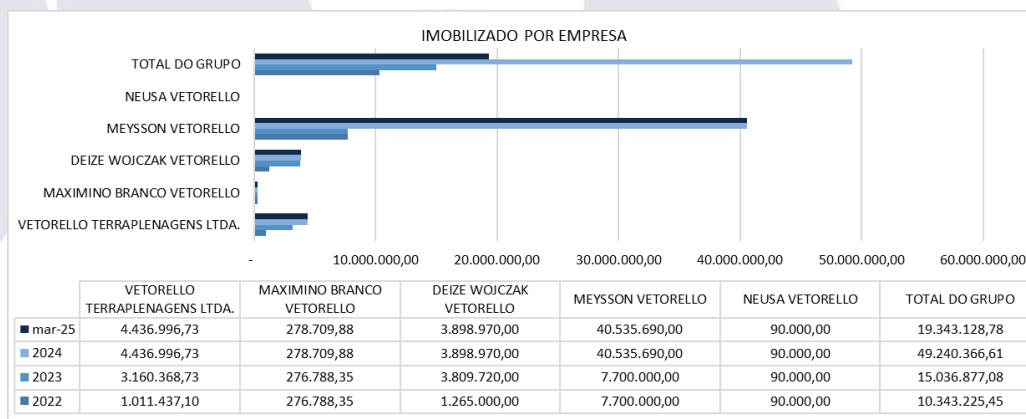 IMOBILIZADO POR EMPRESA
TOTAL DO GRUPO
NEUSA VETORELLO
MEYSSON VETORELLO
DEIZE WOJCZAK VETORELLO
MAXIMINO BRANCO VETORELLO
VETORELLO TERRAPLENAGENS LTDA.
- 10.000.000,00 20.000.000,00 30.000.000,00 40.000.000,00 50.000.000,00 60.000.000,00
VETORELLO TERRAPLENAGENS LTDA. MAXIMINO BRANCO VETORELLO DEIZE WOJCZAK VETORELLO MEYSSON VETORELLO NEUSA VETORELLO TOTAL DO GRUPO
mar-25 4.436.996,73 278.709,88 3.898.970,00 40.535.690,00 90.000,00 19.343.128,78
2024 4.436.996,73 278.709,88 3.898.970,00 40.535.690,00 90.000,00 49.240.366,61
2023 3.160.368,73 276.788,35 3.809.720,00 7.700.000,00 90.000,00 15.036.877,08
2022 1.011.437,10 276.788,35 1.265.000,00 7.700.000,00 90.000,00 10.343.225,45